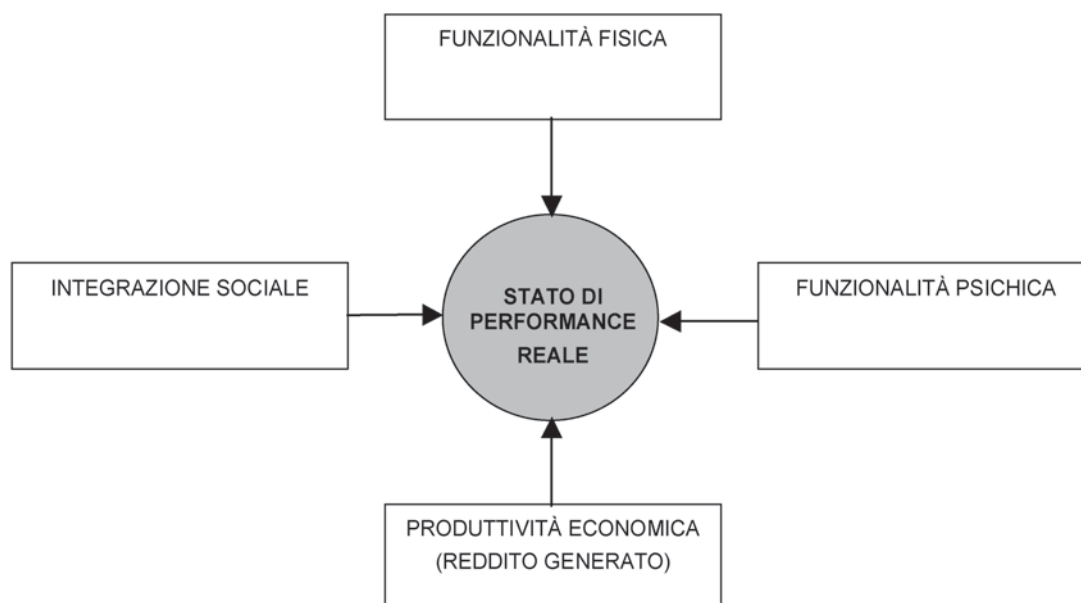 FUNZIONALITÀ FISICA
INTEGRAZIONE SOCIALE
STATO DI
PERFORMANCE
REALE
FUNZIONALITÀ PSICHICA
PRODUTTIVITÀ ECONOMICA
(REDDITO GENERATO)